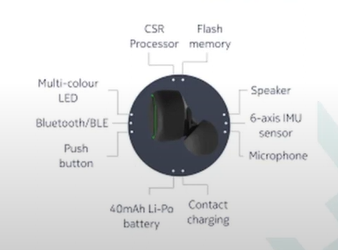 CSR
Processor
Flash
memory
Multi-colour
LED
Speaker
Bluetooth/BLE
6-axis IMU
sensor
Push
button
Microphone
40mAh Li-Po
battery
Contact
charging